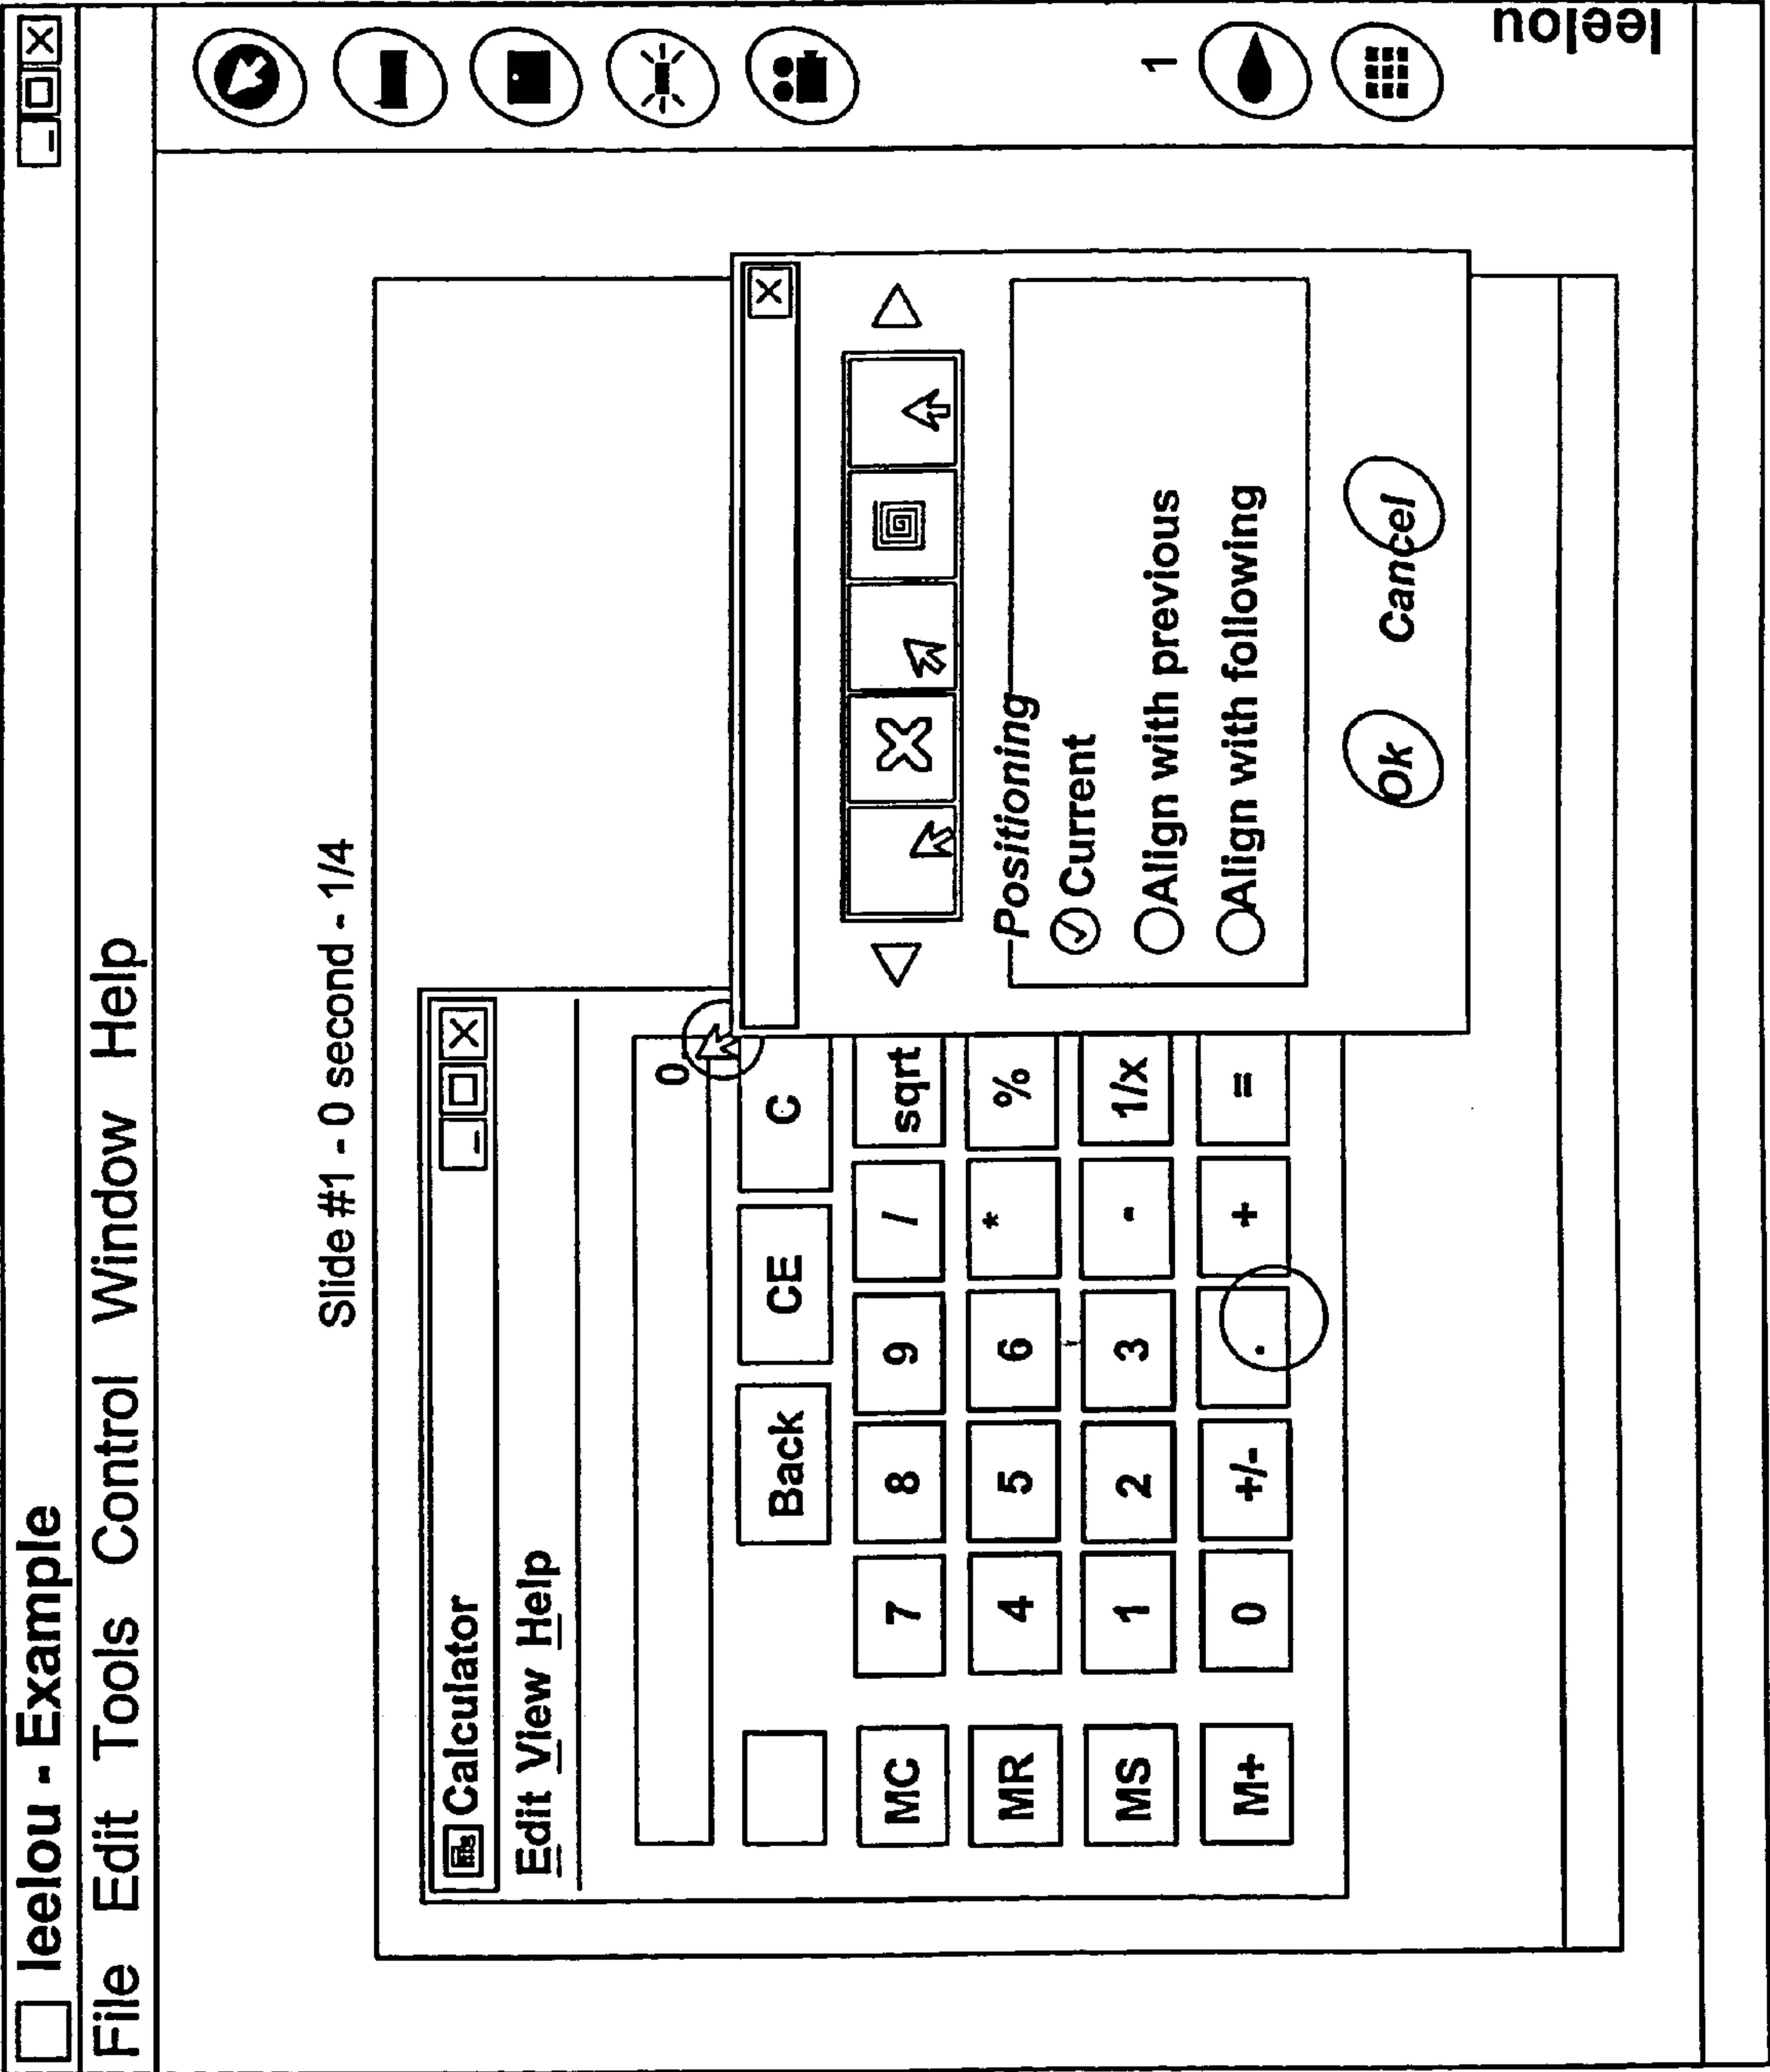 leelou - Example
File Edit Tools Control Window Help
Slide #1 - 0 second - 1/4
Calculator
Edit View Help
0
Back CE C
MC 7 8 9 / sqrt
MR 4 5 6 * %
MS 1 2 3 - 1/x
M+ 0 +/- . + =
Positioning
Current
Align with previous
Align with following
Ok Cancel
1
leelou